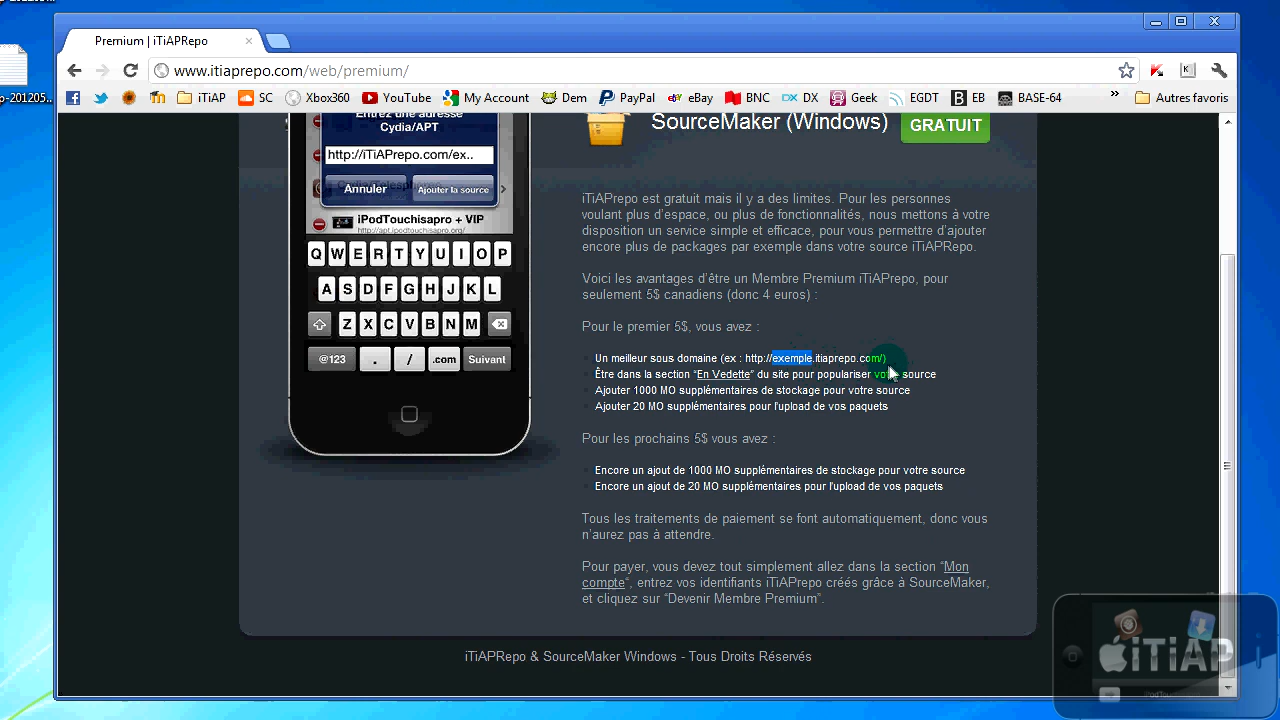 Premium | iTiAPRepo
www.itiaprepo.com/web/premium/
iTiAP
SC
Xbox360
YouTube
My Account
Dem
PayPal
eBay
BNC
DX
Geek
EGDT
EB
BASE-64
Autres favoris
p-201205..
Entrez une adresse
Cydia/APT
http://iTiAPrepo.com/ex..
Annuler
Ajouter la source
iPodTouchisapro + VIP
http://apt.ipodtouchisapro.org/
Q W E R T Y U I O P
A S D F G H J K L
Z X C V B N M
@123 . / .com Suivant
SourceMaker (Windows)
GRATUIT
iTiAPrepo est gratuit mais il y a des limites. Pour les personnes
voulant plus d'espace, ou plus de fonctionnalités, nous mettons à votre
disposition un service simple et efficace, pour vous permettre d'ajouter
encore plus de packages par exemple dans votre source iTiAPRepo.
Voici les avantages d'être un Membre Premium iTiAPrepo, pour
seulement 5$ canadiens (donc 4 euros) :
Pour le premier 5$, vous avez :
Un meilleur sous domaine (ex : http://exemple.itiaprepo.com/)
Être dans la section “En Vedette” du site pour populariser votre source
Ajouter 1000 MO supplémentaires de stockage pour votre source
Ajouter 20 MO supplémentaires pour l'upload de vos paquets
Pour les prochains 5$ vous avez :
Encore un ajout de 1000 MO supplémentaires de stockage pour votre source
Encore un ajout de 20 MO supplémentaires pour l'upload de vos paquets
Tous les traitements de paiement se font automatiquement, donc vous
n'aurez pas à attendre.
Pour payer, vous devez tout simplement allez dans la section “Mon
compte“, entrez vos identifiants iTiAPrepo créés grâce à SourceMaker,
et cliquez sur “Devenir Membre Premium”.
iTiAPRepo & SourceMaker Windows - Tous Droits Réservés
iTiAP